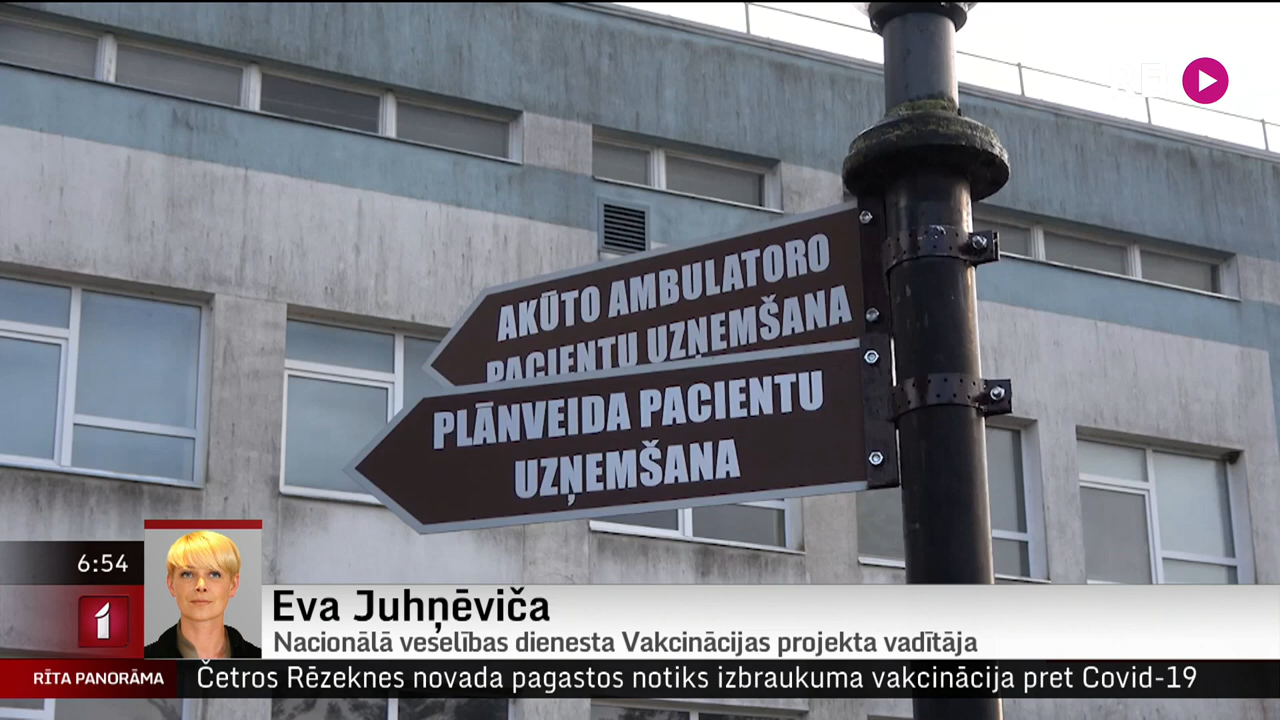 AKŪTO AMBULATORO
PACIENTU UZŅEMŠANA
PLĀNVEIDA PACIENTU
UZŅEMŠANA
6:54
1
Eva Juhņēviča
Nacionālā veselības dienesta Vakcinācijas projekta vadītāja
RĪTA PANORĀMA
Četros Rēzeknes novada pagastos notiks izbraukuma vakcinācija pret Covid-19